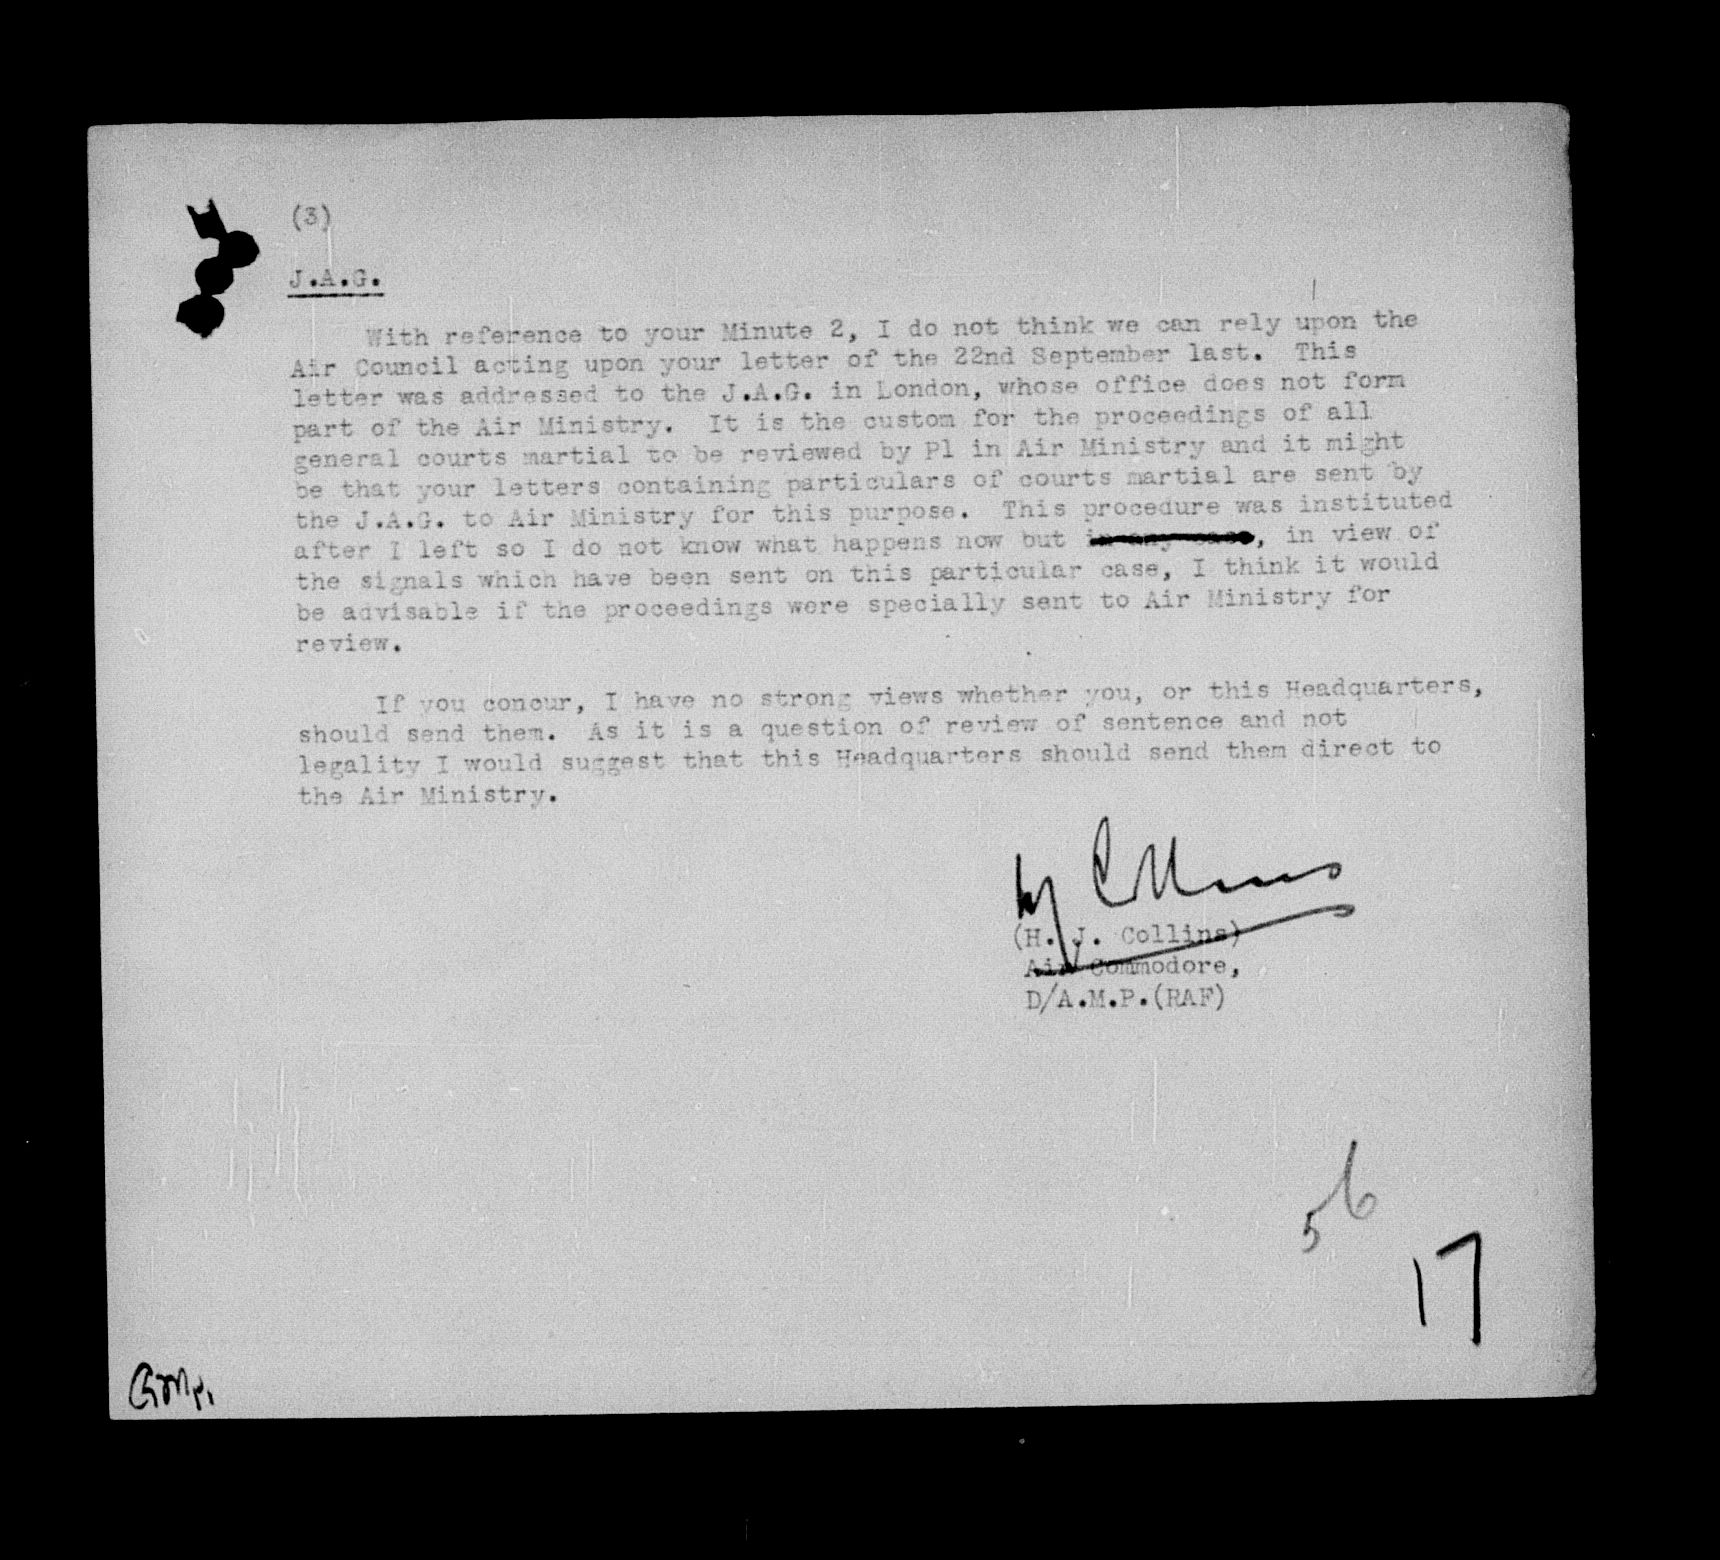 (3)
J.A.G.
With reference to your Minute 2, I do not think we can rely upon the
Air Council acting upon your letter of the 22nd September last. This
letter was addressed to the J.A.G. in London, whose office does not form
part of the Air Ministry. It is the custom for the proceedings of all
general courts martial to be reviewed by P1 in Air Ministry and it might
be that your letters containing particulars of courts martial are sent by
the J.A.G. to Air Ministry for this purpose. This procedure was instituted
after I left so I do not know what happens now but in any case, in view of
the signals which have been sent on this particular case, I think it would
be advisable if the proceedings were specially sent to Air Ministry for
review.
If you concur, I have no strong views whether you, or this Headquarters,
should send them. As it is a question of review of sentence and not
legality I would suggest that this Headquarters should send them direct to
the Air Ministry.
HJ Collins
(H. J. Collins)
Air Commodore,
D/A.M.P.(RAF)
56
17